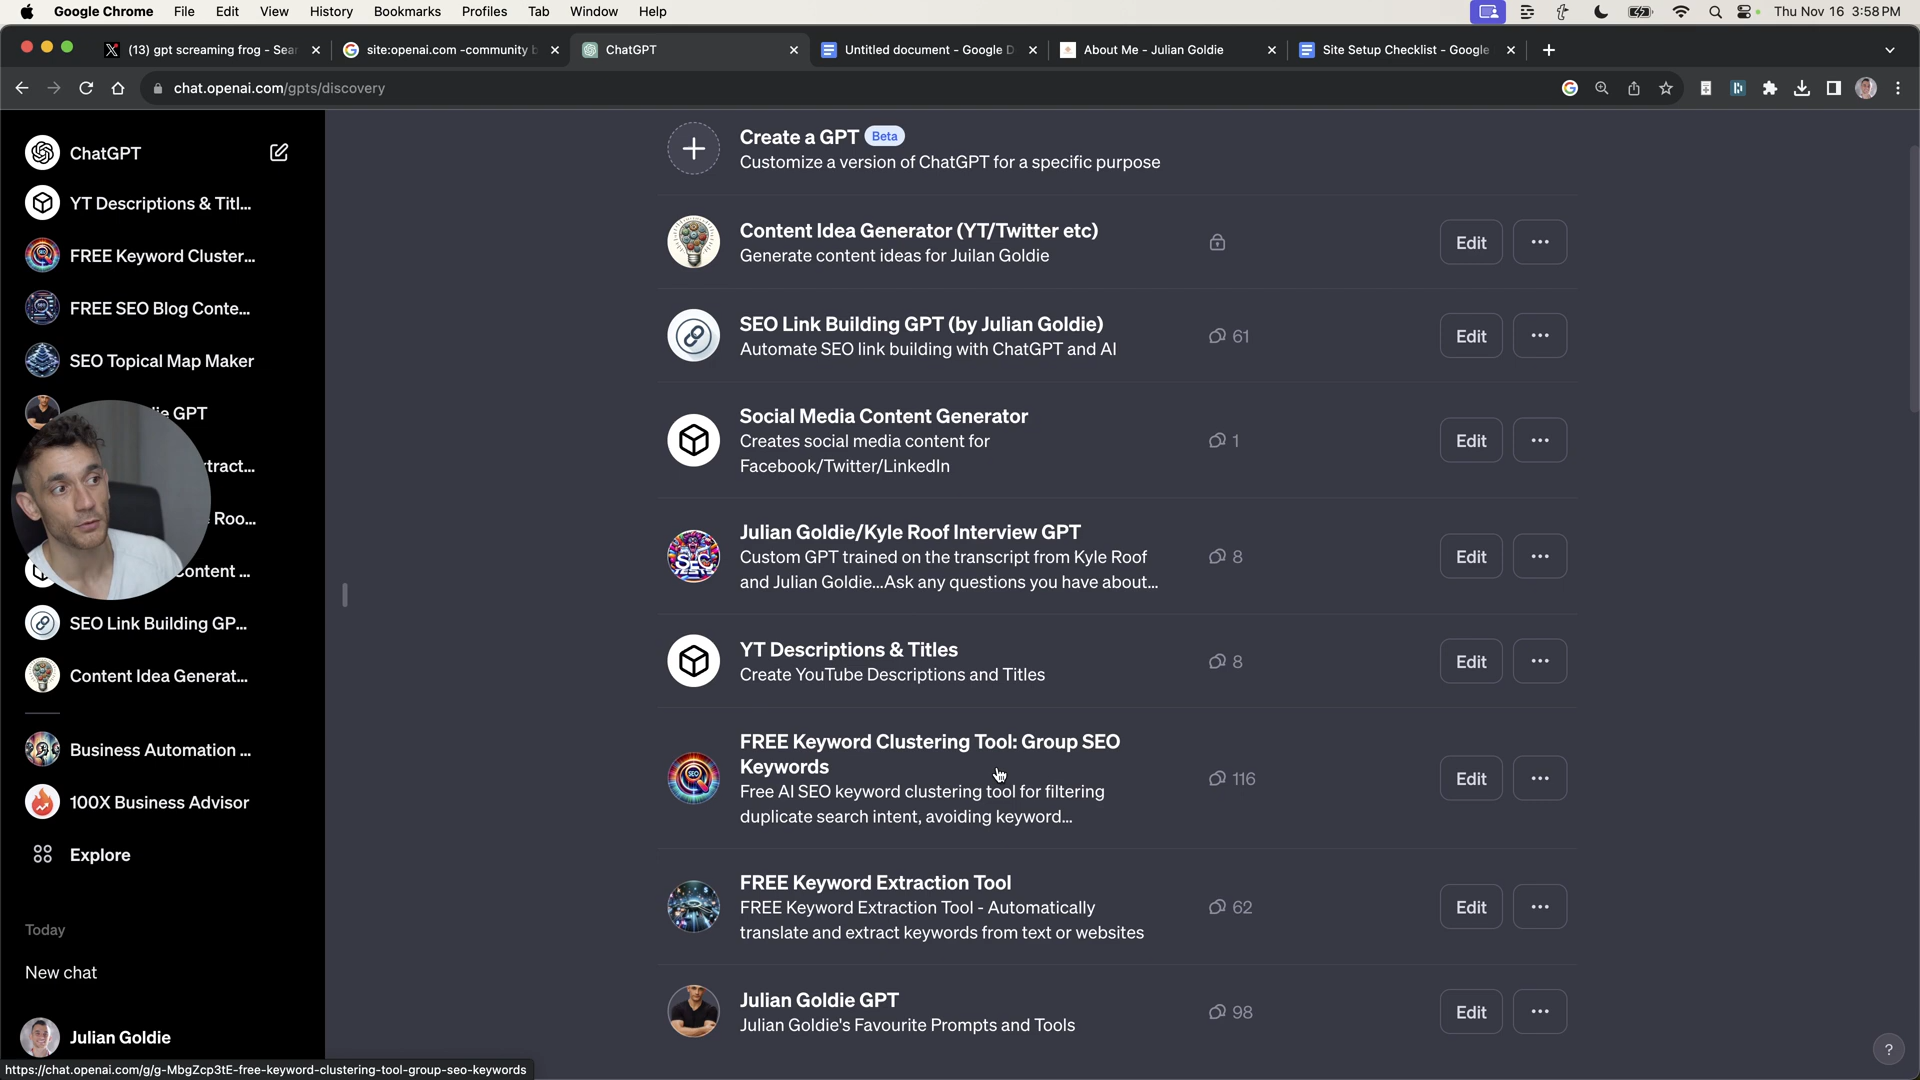 Google Chrome File Edit View History Bookmarks Profiles Tab Window Help Thu Nov 16 3:58 PM
(13) gpt screaming frog - Sear
site:openai.com -community b
ChatGPT
Untitled document - Google D
About Me - Julian Goldie
Site Setup Checklist - Google
chat.openai.com/gpts/discovery
ChatGPT
YT Descriptions & Titl...
FREE Keyword Cluster...
FREE SEO Blog Conte...
SEO Topical Map Maker
ie GPT
tract...
Roo...
ontent ...
SEO Link Building GP...
Content Idea Generat...
Business Automation ...
100X Business Advisor
Explore
Today
New chat
Julian Goldie
Create a GPT Beta
Customize a version of ChatGPT for a specific purpose
Content Idea Generator (YT/Twitter etc)
Generate content ideas for Juilan Goldie
Edit
SEO Link Building GPT (by Julian Goldie)
Automate SEO link building with ChatGPT and AI
61
Edit
Social Media Content Generator
Creates social media content for
Facebook/Twitter/LinkedIn
1
Edit
Julian Goldie/Kyle Roof Interview GPT
Custom GPT trained on the transcript from Kyle Roof
and Julian Goldie...Ask any questions you have about...
8
Edit
YT Descriptions & Titles
Create YouTube Descriptions and Titles
8
Edit
FREE Keyword Clustering Tool: Group SEO
Keywords
Free AI SEO keyword clustering tool for filtering
duplicate search intent, avoiding keyword...
116
Edit
SEO
FREE Keyword Extraction Tool
FREE Keyword Extraction Tool - Automatically
translate and extract keywords from text or websites
62
Edit
Julian Goldie GPT
Julian Goldie's Favourite Prompts and Tools
98
Edit
?
https://chat.openai.com/g/g-MbgZcp3tE-free-keyword-clustering-tool-group-seo-keywords